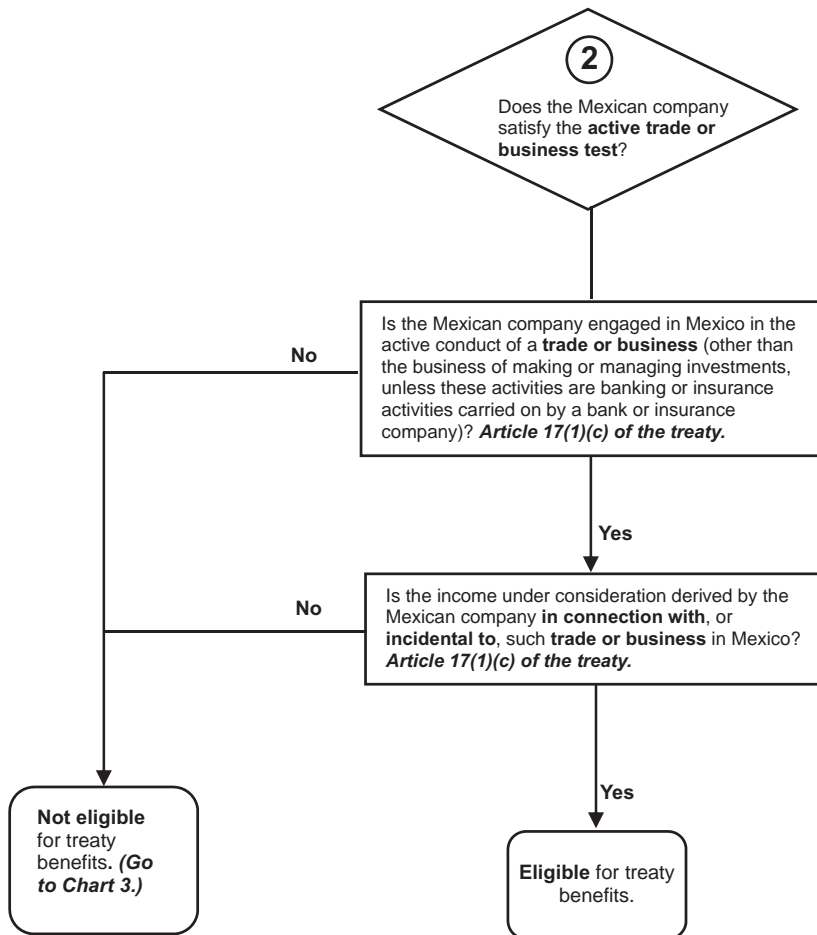 2
Does the Mexican company
satisfy the active trade or
business test?
Is the Mexican company engaged in Mexico in the
active conduct of a trade or business (other than
the business of making or managing investments,
unless these activities are banking or insurance
activities carried on by a bank or insurance
company)? Article 17(1)(c) of the treaty.
No
Yes
Is the income under consideration derived by the
Mexican company in connection with, or
incidental to, such trade or business in Mexico?
Article 17(1)(c) of the treaty.
No
Yes
Not eligible
for treaty
benefits. (Go
to Chart 3.)
Eligible for treaty
benefits.